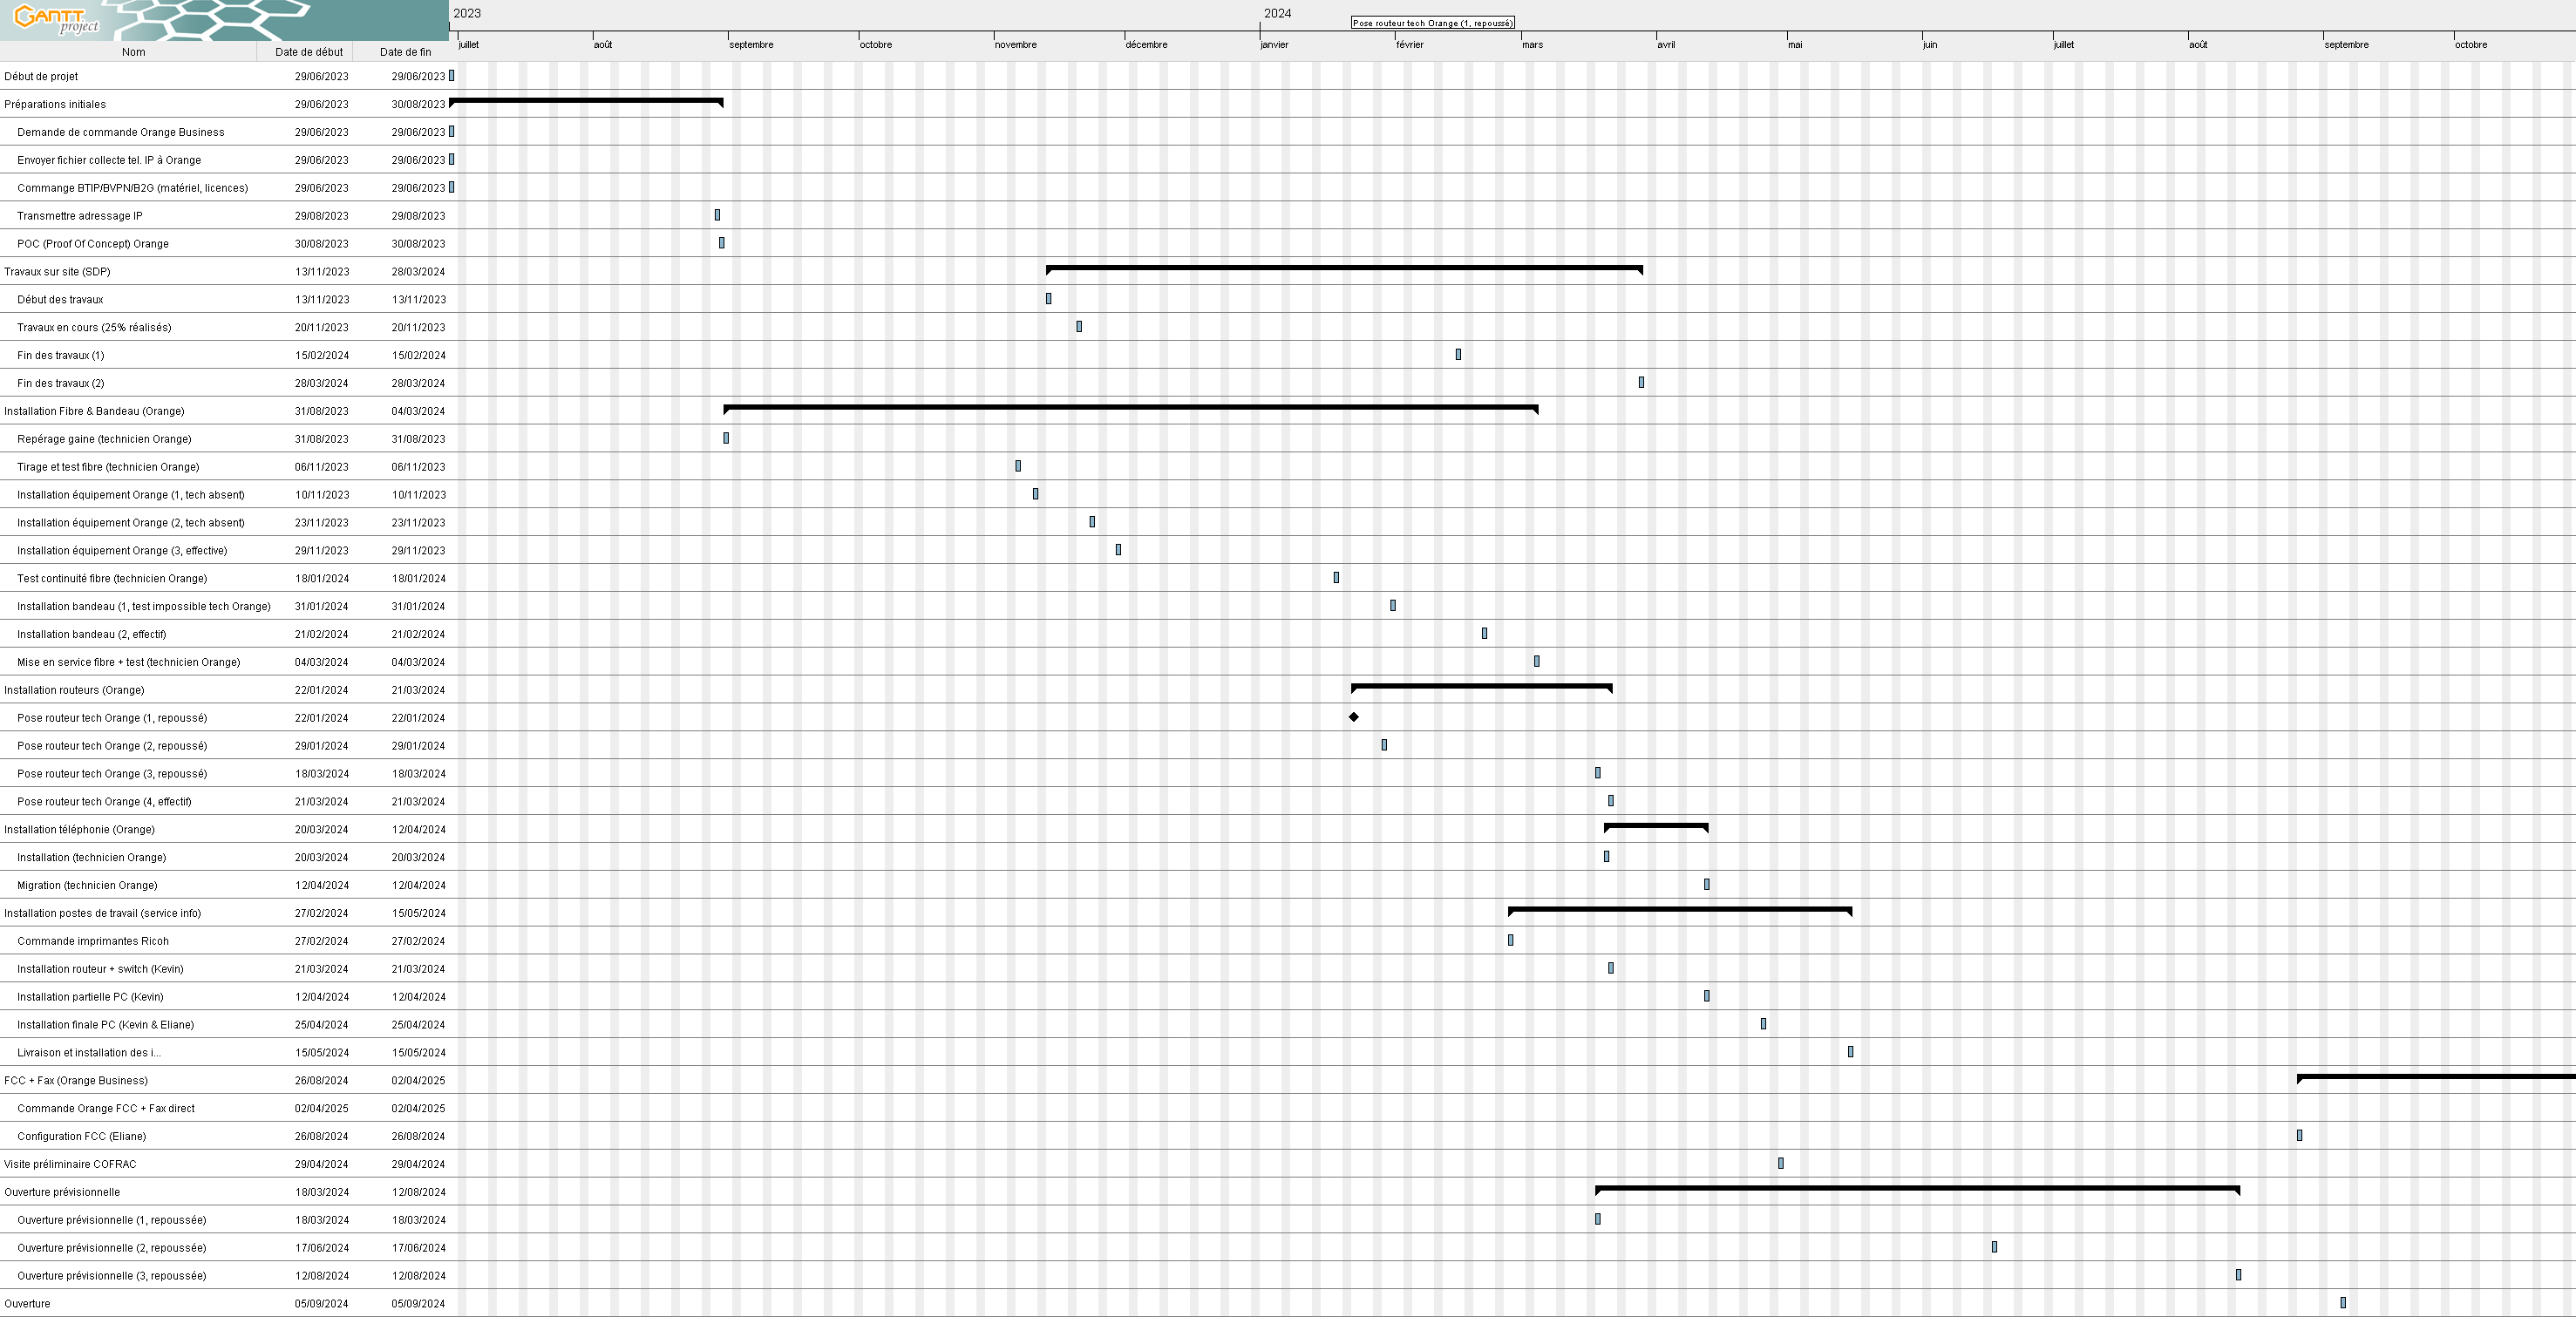 GANTT
project
2023
2024
Pose routeur tech Orange (1, repoussé)
juillet août septembre octobre novembre décembre janvier février mars avril mai juin juillet août septembre octobre
Nom Date de début Date de fin
Début de projet 29/06/2023 29/06/2023
Préparations initiales 29/06/2023 30/08/2023
Demande de commande Orange Business 29/06/2023 29/06/2023
Envoyer fichier collecte tel. IP à Orange 29/06/2023 29/06/2023
Commange BTIP/BVPN/B2G (matériel, licences) 29/06/2023 29/06/2023
Transmettre adressage IP 29/08/2023 29/08/2023
POC (Proof Of Concept) Orange 30/08/2023 30/08/2023
Travaux sur site (SDP) 13/11/2023 28/03/2024
Début des travaux 13/11/2023 13/11/2023
Travaux en cours (25% réalisés) 20/11/2023 20/11/2023
Fin des travaux (1) 15/02/2024 15/02/2024
Fin des travaux (2) 28/03/2024 28/03/2024
Installation Fibre & Bandeau (Orange) 31/08/2023 04/03/2024
Repérage gaine (technicien Orange) 31/08/2023 31/08/2023
Tirage et test fibre (technicien Orange) 06/11/2023 06/11/2023
Installation équipement Orange (1, tech absent) 10/11/2023 10/11/2023
Installation équipement Orange (2, tech absent) 23/11/2023 23/11/2023
Installation équipement Orange (3, effective) 29/11/2023 29/11/2023
Test continuité fibre (technicien Orange) 18/01/2024 18/01/2024
Installation bandeau (1, test impossible tech Orange) 31/01/2024 31/01/2024
Installation bandeau (2, effectif) 21/02/2024 21/02/2024
Mise en service fibre + test (technicien Orange) 04/03/2024 04/03/2024
Installation routeurs (Orange) 22/01/2024 21/03/2024
Pose routeur tech Orange (1, repoussé) 22/01/2024 22/01/2024
Pose routeur tech Orange (2, repoussé) 29/01/2024 29/01/2024
Pose routeur tech Orange (3, repoussé) 18/03/2024 18/03/2024
Pose routeur tech Orange (4, effectif) 21/03/2024 21/03/2024
Installation téléphonie (Orange) 20/03/2024 12/04/2024
Installation (technicien Orange) 20/03/2024 20/03/2024
Migration (technicien Orange) 12/04/2024 12/04/2024
Installation postes de travail (service info) 27/02/2024 15/05/2024
Commande imprimantes Ricoh 27/02/2024 27/02/2024
Installation routeur + switch (Kevin) 21/03/2024 21/03/2024
Installation partielle PC (Kevin) 12/04/2024 12/04/2024
Installation finale PC (Kevin & Eliane) 25/04/2024 25/04/2024
Livraison et installation des i... 15/05/2024 15/05/2024
FCC + Fax (Orange Business) 26/08/2024 02/04/2025
Commande Orange FCC + Fax direct 02/04/2025 02/04/2025
Configuration FCC (Eliane) 26/08/2024 26/08/2024
Visite préliminaire COFRAC 29/04/2024 29/04/2024
Ouverture prévisionnelle 18/03/2024 12/08/2024
Ouverture prévisionnelle (1, repoussée) 18/03/2024 18/03/2024
Ouverture prévisionnelle (2, repoussée) 17/06/2024 17/06/2024
Ouverture prévisionnelle (3, repoussée) 12/08/2024 12/08/2024
Ouverture 05/09/2024 05/09/2024